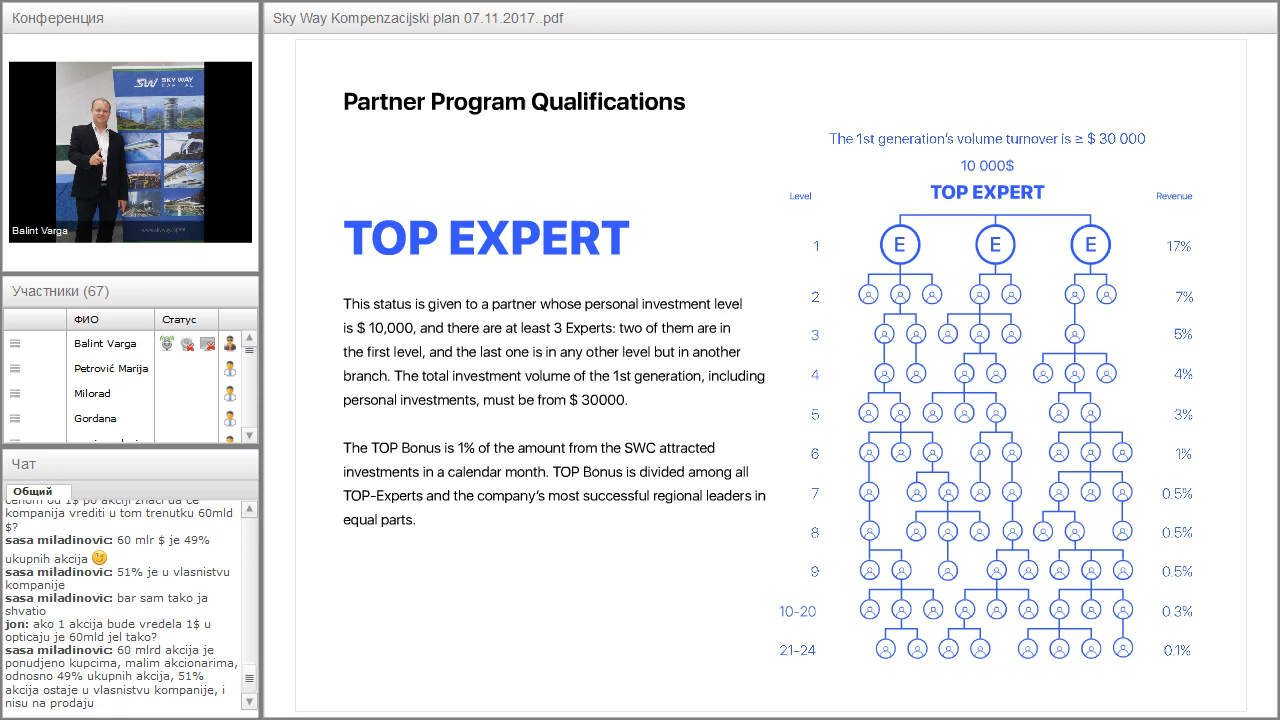 Конференция
SKY WAY
CAPITAL
Balint Varga
Участники (67)
ФИО
Статус
Balint Varga
Petrović Marija
Milorad
Gordana
Чат
Общий
kompanija vrediti u tom trenutku 60mld
$?
sasa miladinovic: 60 mlr $ je 49%
ukupnih akcija
sasa miladinovic: 51% je u vlasnistvu
kompanije
sasa miladinovic: bar sam tako ja
shvatio
jon: ako 1 akcija bude vredela 1$ u
opticaju je 60mld jel tako?
sasa miladinovic: 60 mlrd akcija je
ponudjeno kupcima, malim akcionarima,
odnosno 49% ukupnih akcija, 51%
akcija ostaje u vlasnistvu kompanije, i
nisu na prodaju
Sky Way Kompenzacijski plan 07.11.2017..pdf
Partner Program Qualifications
TOP EXPERT
This status is given to a partner whose personal investment level
is $ 10,000, and there are at least 3 Experts: two of them are in
the first level, and the last one is in any other level but in another
branch. The total investment volume of the 1st generation, including
personal investments, must be from $ 30000.
The TOP Bonus is 1% of the amount from the SWC attracted
investments in a calendar month. TOP Bonus is divided among all
TOP-Experts and the company's most successful regional leaders in
equal parts.
The 1st generation's volume turnover is ≥ $ 30 000
10 000$
Level
TOP EXPERT
Revenue
1 E E E 17%
2 7%
3 5%
4 4%
5 3%
6 1%
7 0.5%
8 0.5%
9 0.5%
10-20 0.3%
21-24 0.1%